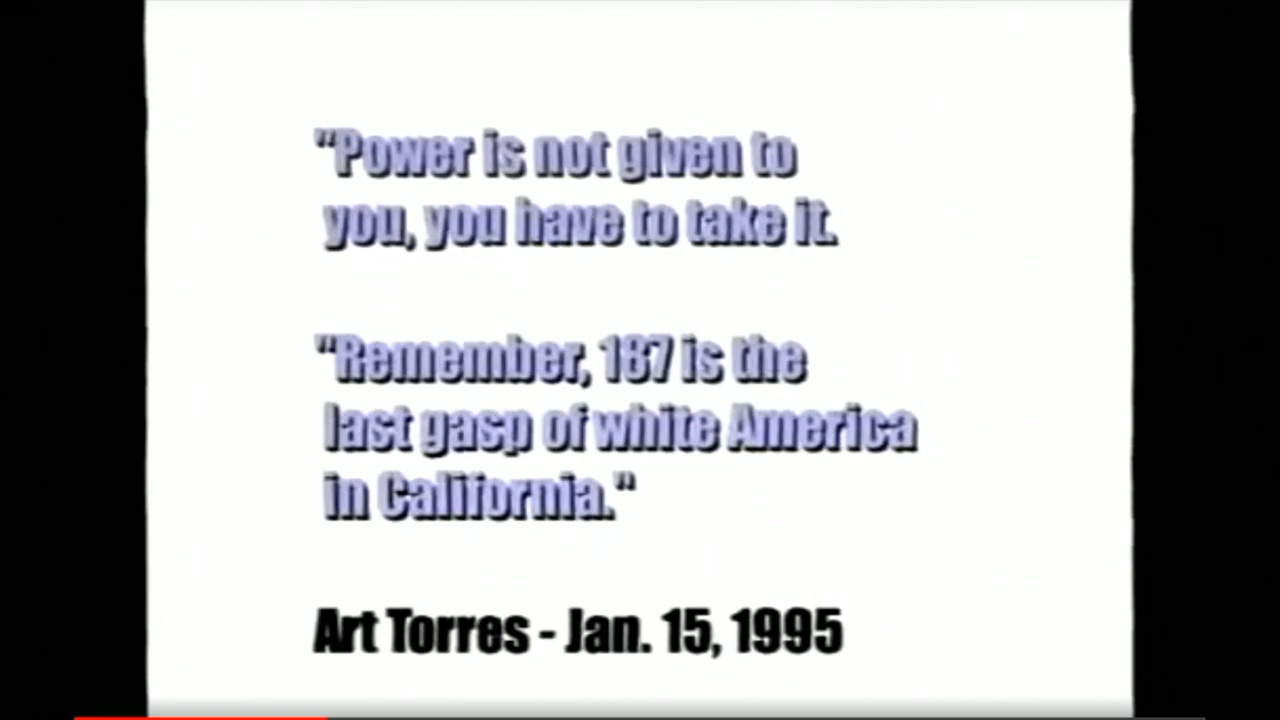 "Power is not given to
you, you have to take it.
"Remember, 187 is the
last gasp of white America
in California."
Art Torres - Jan. 15, 1995